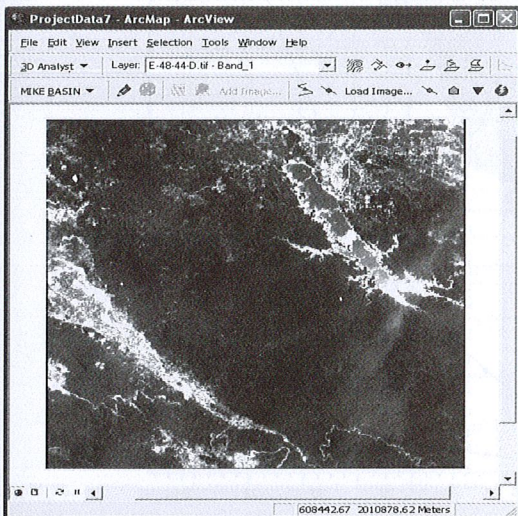 ProjectData7 - ArcMap - ArcView
File Edit View Insert Selection Tools Window Help
3D Analyst Layer: E-48-44-D.tif - Band_1
MIKE BASIN Add Image... Load Image...
608442.67 2010878.62 Meters